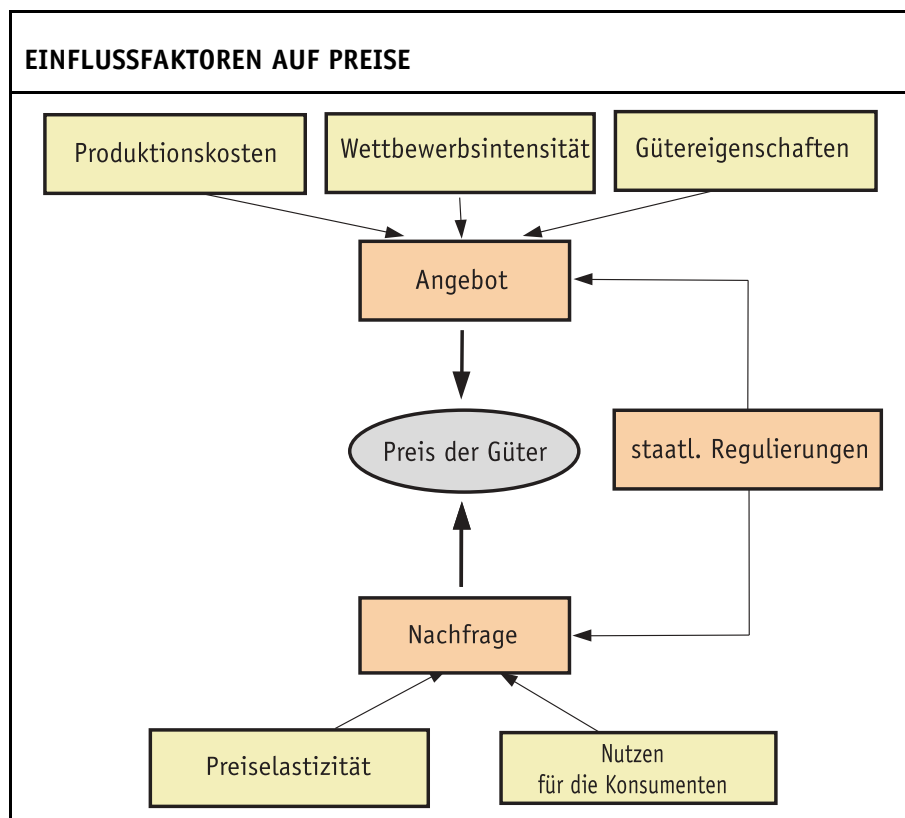 EINFLUSSFAKTOREN AUF PREISE
Produktionskosten
Wettbewerbsintensität
Gütereigenschaften
Angebot
Preis der Güter
staatl. Regulierungen
Nachfrage
Preiselastizität
Nutzen
für die Konsumenten